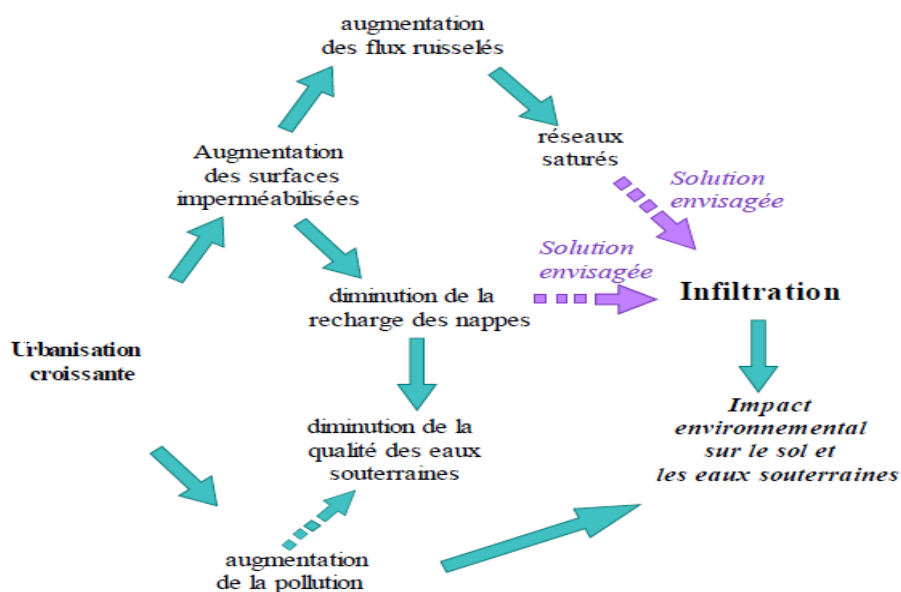 augmentation
des flux ruisselés
réseaux
saturés
Augmentation
des surfaces
imperméabilisées
Solution
envisagée
Solution
envisagée
diminution de la
recharge des nappes
Infiltration
Urbanisation
croissante
diminution de la
qualité des eaux
souterraines
Impact
environnemental
sur le sol et
les eaux souterraines
augmentation
de la pollution